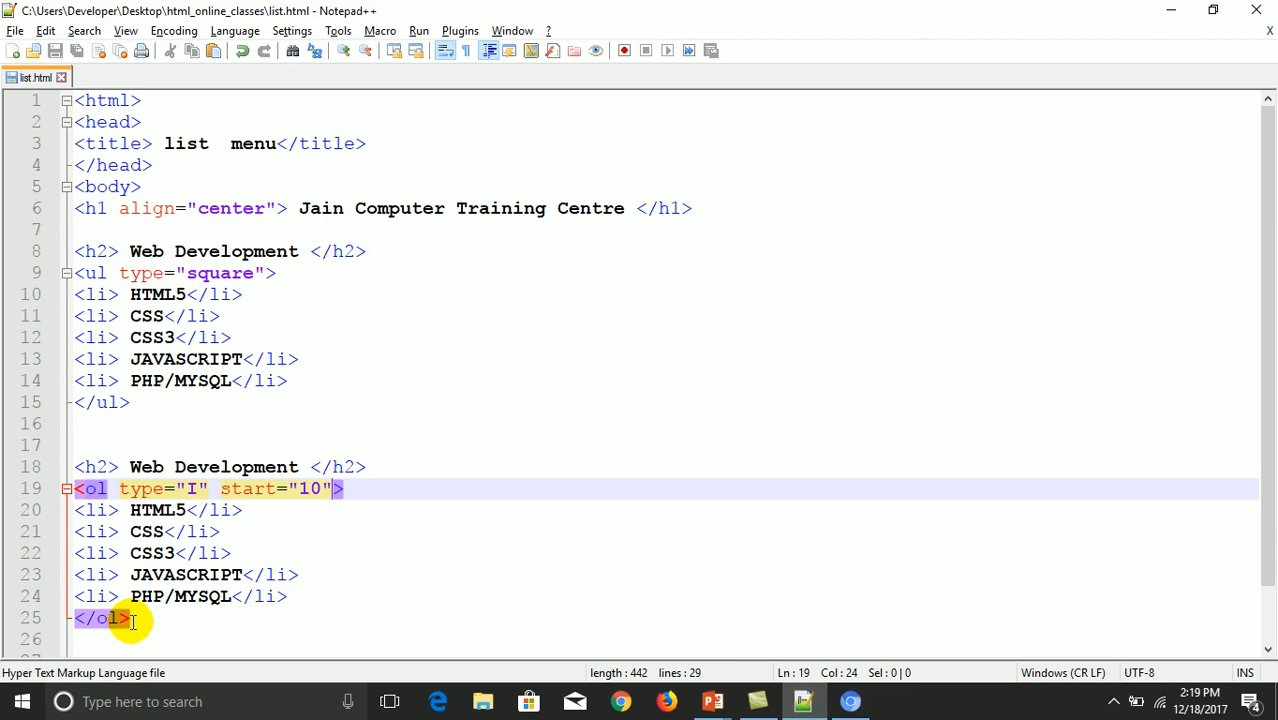 C:\Users\Developer\Desktop\html_online_classes\list.html - Notepad++
File Edit Search View Encoding Language Settings Tools Macro Run Plugins Window ? X
list.html
1 <html>
2 <head>
3 <title> list  menu</title>
4 </head>
5 <body>
6 <h1 align="center"> Jain Computer Training Centre </h1>
7
8 <h2> Web Development </h2>
9 <ul type="square">
10 <li> HTML5</li>
11 <li> CSS</li>
12 <li> CSS3</li>
13 <li> JAVASCRIPT</li>
14 <li> PHP/MYSQL</li>
15 </ul>
16
17
18 <h2> Web Development </h2>
19 <ol type="I" start="10">
20 <li> HTML5</li>
21 <li> CSS</li>
22 <li> CSS3</li>
23 <li> JAVASCRIPT</li>
24 <li> PHP/MYSQL</li>
25 </ol>
26
Hyper Text Markup Language file length : 442 lines : 29 Ln : 19 Col : 24 Sel : 0 | 0 Windows (CR LF) UTF-8 INS
Type here to search
2:19 PM
12/18/2017
4